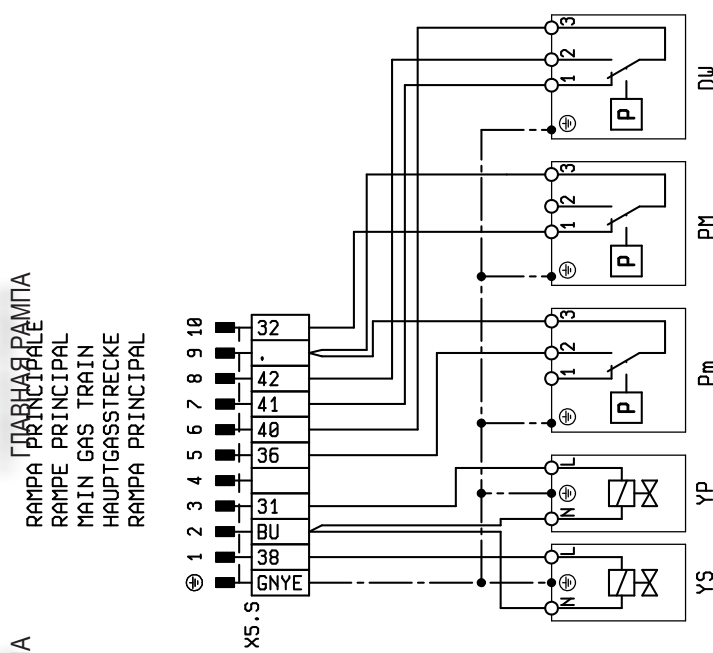 ГЛАВНАЯ РАМПА
RAMPA PRINCIPALE
RAMPE PRINCIPAL
MAIN GAS TRAIN
HAUPTGASSTRECKE
RAMPA PRINCIPAL
А
10 32
9 .
8 42
7 41
6 40
5 36
4
3 31
2 BU
1 38
GNYE
X5.S
3
2
1
P
DW
3
2
1
P
PM
3
2
1
P
Pm
L
N
YP
L
N
YS